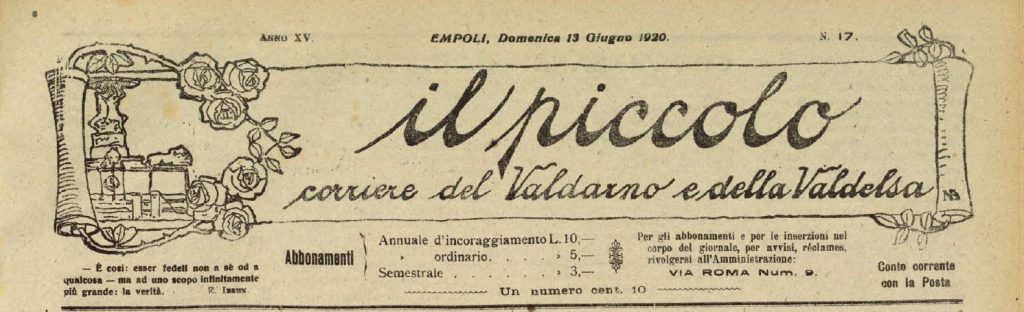 ANNO XV.
EMPOLI, Domenica 13 Giugno 1920.
N. 17.
il piccolo
corriere del Valdarno e della Valdelsa
— È così: esser fedeli non a sè od a
qualcosa — ma ad uno scopo infinitamente
più grande: la verità. E. IBSEN.
Abbonamenti
Annuale d'incoraggiamento L. 10,—
» ordinario. . » 5,—
Semestrale . . . » 3,—
Un numero cent. 10
Per gli abbonamenti e per le inserzioni nel
corpo del giornale, per avvisi, réclames,
rivolgersi all'Amministrazione:
VIA ROMA NUM. 9.
Conto corrente
con la Posta